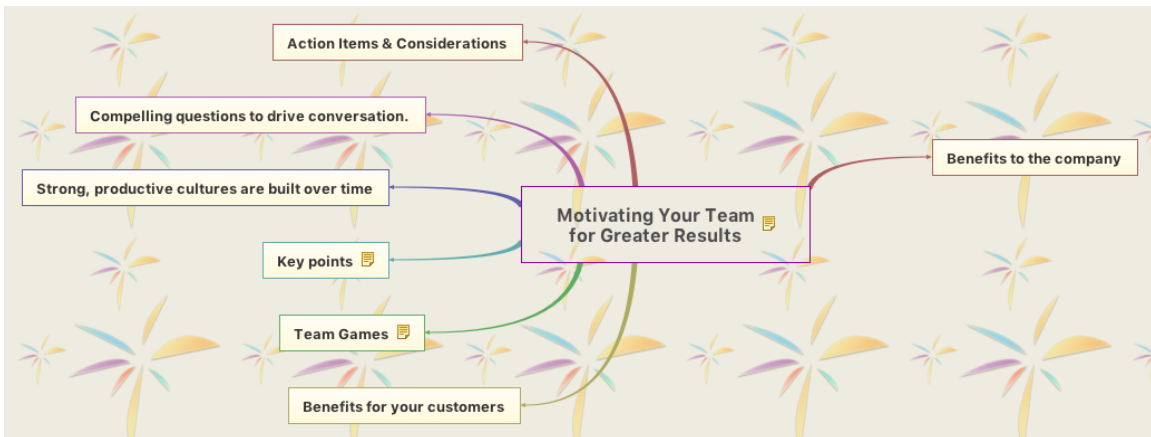 Action Items & Considerations
Compelling questions to drive conversation.
Strong, productive cultures are built over time
Key points
Team Games
Benefits for your customers
Motivating Your Team
for Greater Results
Benefits to the company